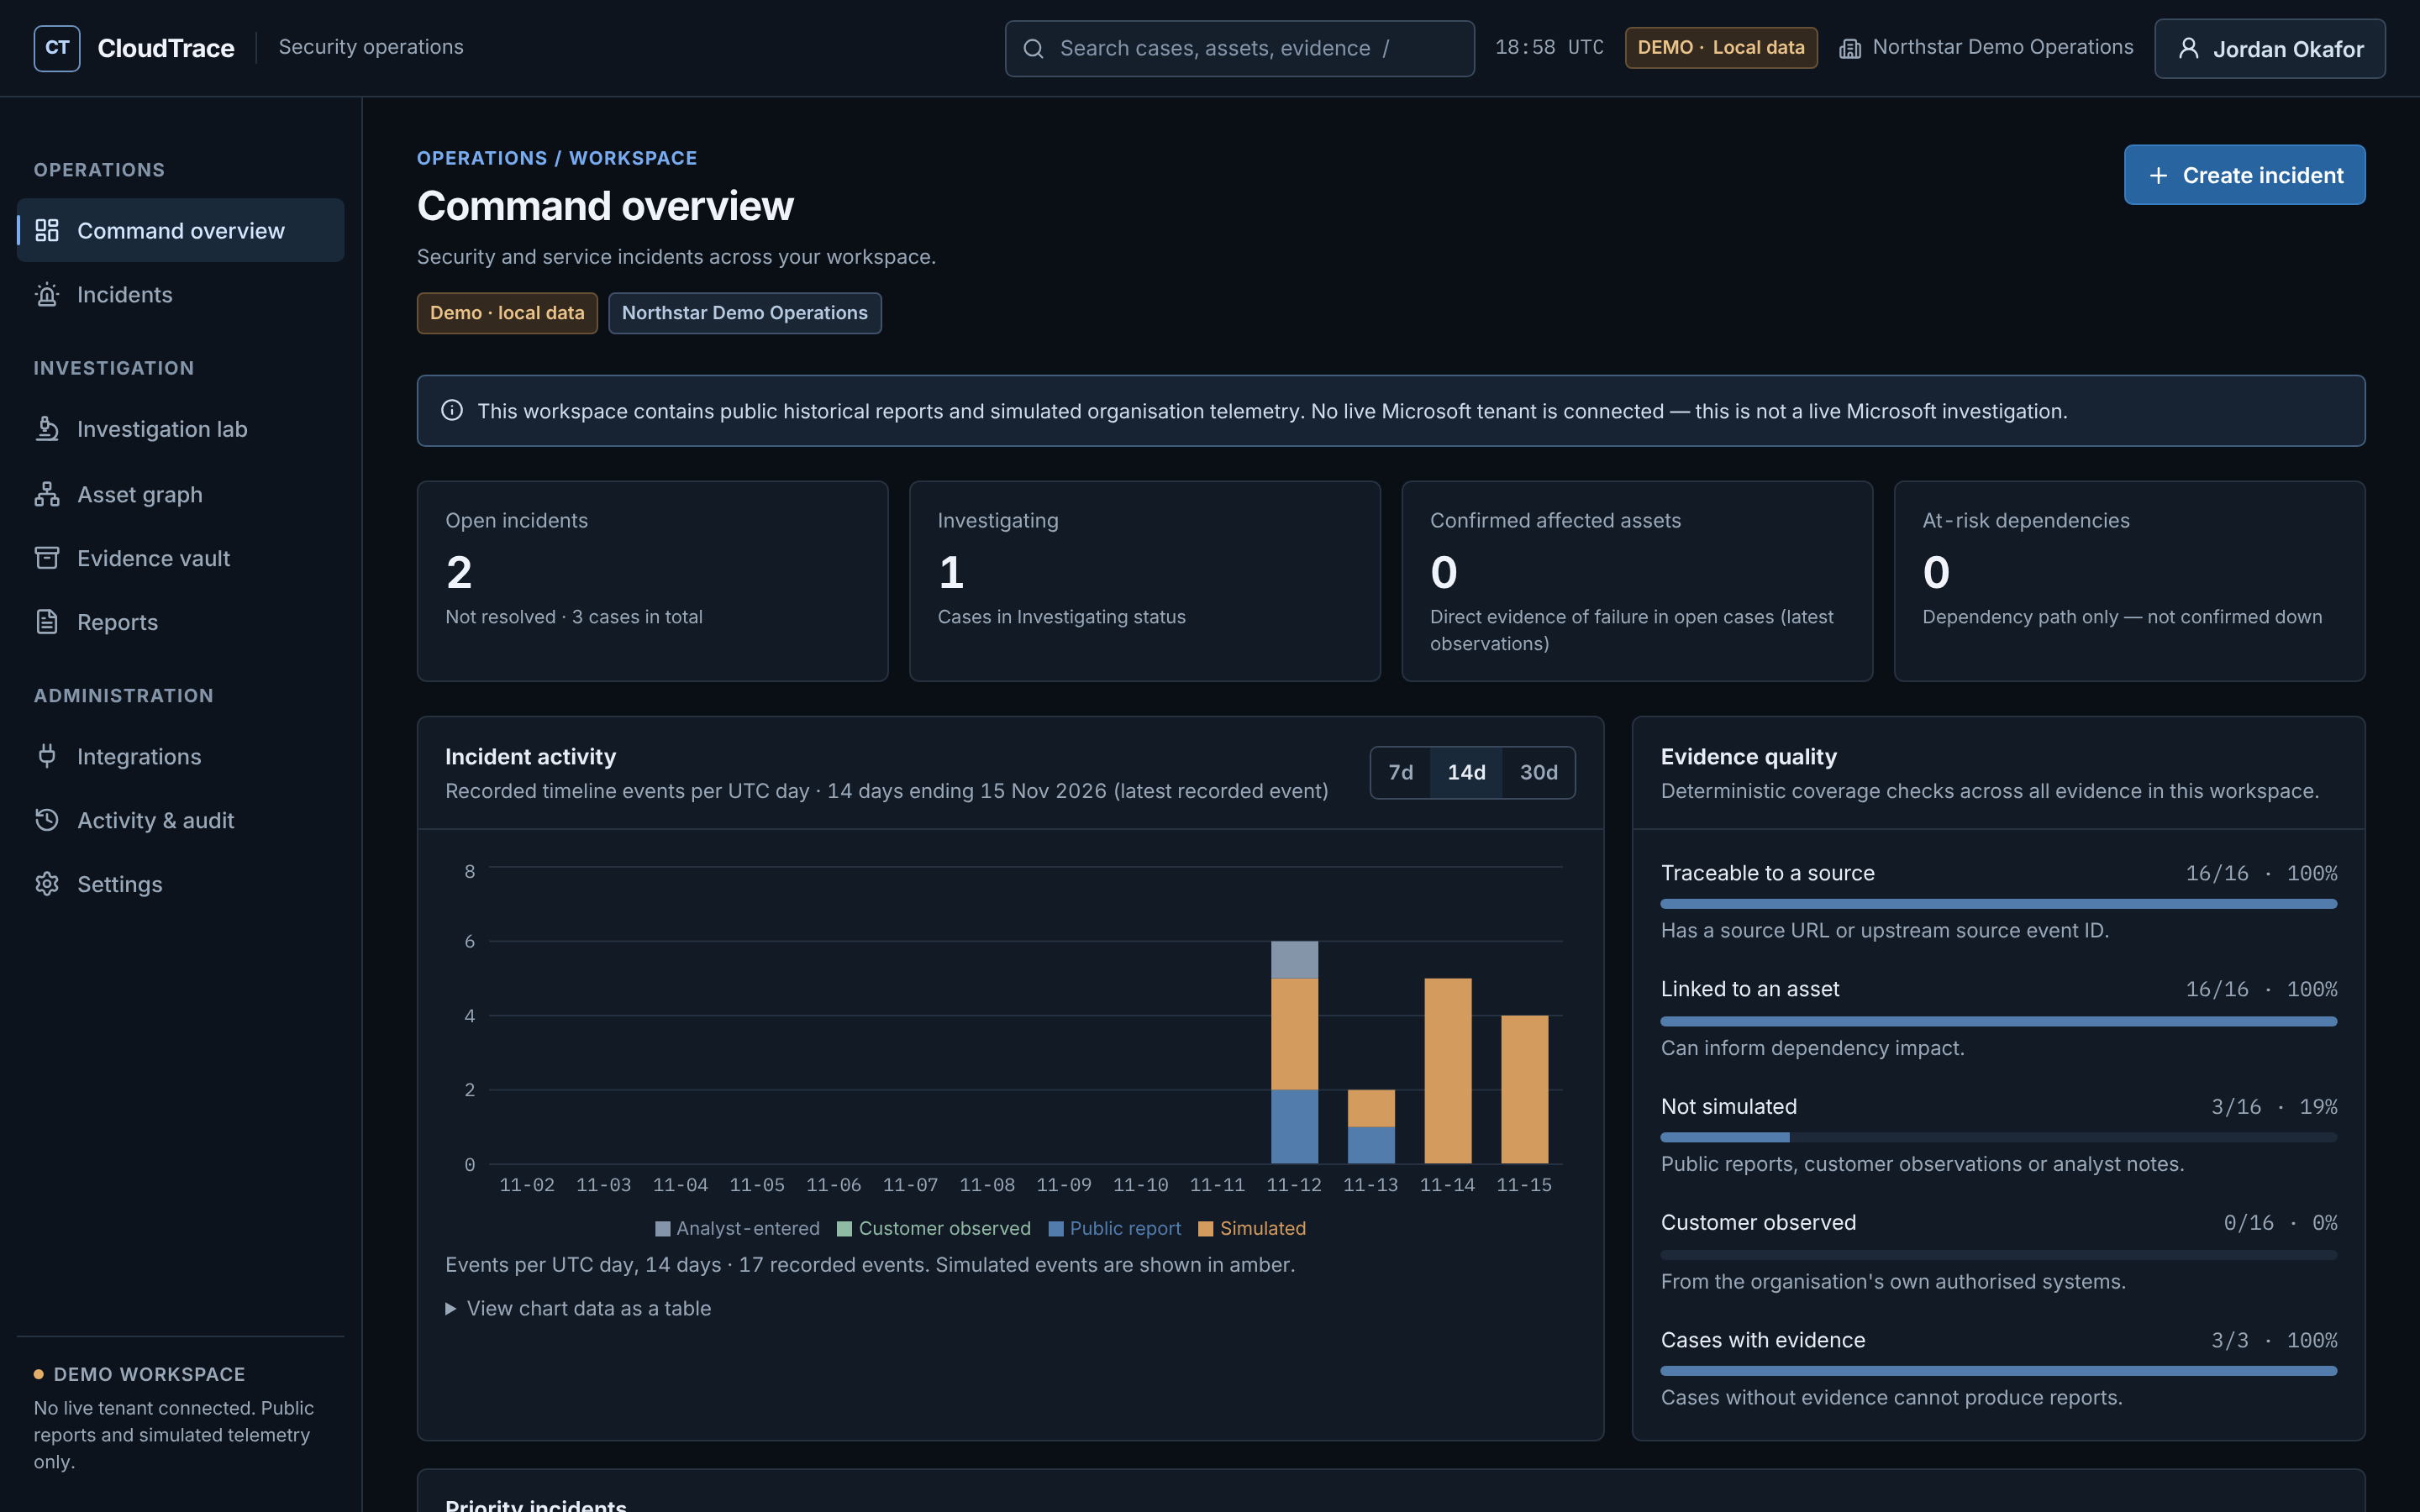 CT CloudTrace Security operations
Search cases, assets, evidence /
18:58 UTC
DEMO · Local data
Northstar Demo Operations
Jordan Okafor
OPERATIONS
Command overview
Incidents
INVESTIGATION
Investigation lab
Asset graph
Evidence vault
Reports
ADMINISTRATION
Integrations
Activity & audit
Settings
DEMO WORKSPACE
No live tenant connected. Public
reports and simulated telemetry
only.
OPERATIONS / WORKSPACE
Command overview
Security and service incidents across your workspace.
Demo · local data
Northstar Demo Operations
Create incident
This workspace contains public historical reports and simulated organisation telemetry. No live Microsoft tenant is connected — this is not a live Microsoft investigation.
Open incidents
2
Not resolved · 3 cases in total
Investigating
1
Cases in Investigating status
Confirmed affected assets
0
Direct evidence of failure in open cases (latest
observations)
At-risk dependencies
0
Dependency path only — not confirmed down
Incident activity
Recorded timeline events per UTC day · 14 days ending 15 Nov 2026 (latest recorded event)
7d 14d 30d
8
6
4
2
0
11-02 11-03 11-04 11-05 11-06 11-07 11-08 11-09 11-10 11-11 11-12 11-13 11-14 11-15
Analyst-entered Customer observed Public report Simulated
Events per UTC day, 14 days · 17 recorded events. Simulated events are shown in amber.
View chart data as a table
Evidence quality
Deterministic coverage checks across all evidence in this workspace.
Traceable to a source 16/16 · 100%
Has a source URL or upstream source event ID.
Linked to an asset 16/16 · 100%
Can inform dependency impact.
Not simulated 3/16 · 19%
Public reports, customer observations or analyst notes.
Customer observed 0/16 · 0%
From the organisation's own authorised systems.
Cases with evidence 3/3 · 100%
Cases without evidence cannot produce reports.
Priority incidents